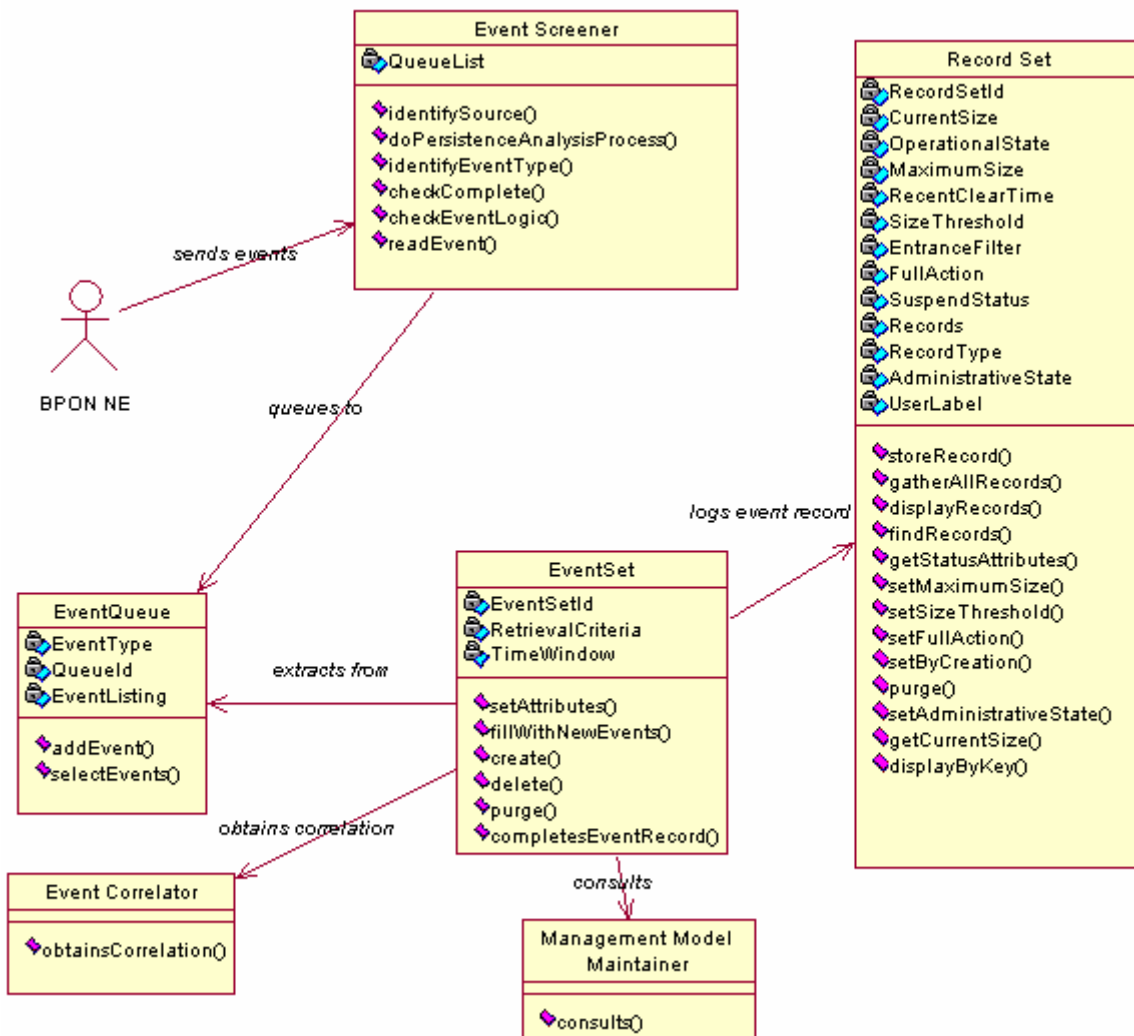 Event Screener
QueueList
identifySource()
doPersistenceAnalysisProcess()
identifyEventType()
checkComplete()
checkEventLogic()
readEvent()
Record Set
RecordSetId
CurrentSize
OperationalState
MaximumSize
RecentClearTime
SizeThreshold
EntranceFilter
FullAction
SuspendStatus
Records
RecordType
AdministrativeState
UserLabel
storeRecord()
gatherAllRecords()
displayRecords()
findRecords()
getStatusAttributes()
setMaximumSize()
setSizeThreshold()
setFullAction()
setByCreation()
purge()
setAdministrativeState()
getCurrentSize()
displayByKey()
sends events
BPON NE
queues to
logs event record
EventSet
EventSetId
RetrievalCriteria
TimeWindow
setAttributes()
fillWithNewEvents()
create()
delete()
purge()
completesEventRecord()
EventQueue
EventType
QueueId
EventListing
addEvent()
selectEvents()
extracts from
obtains correlation
Event Correlator
obtainsCorrelation()
consults
Management Model
Maintainer
consults()